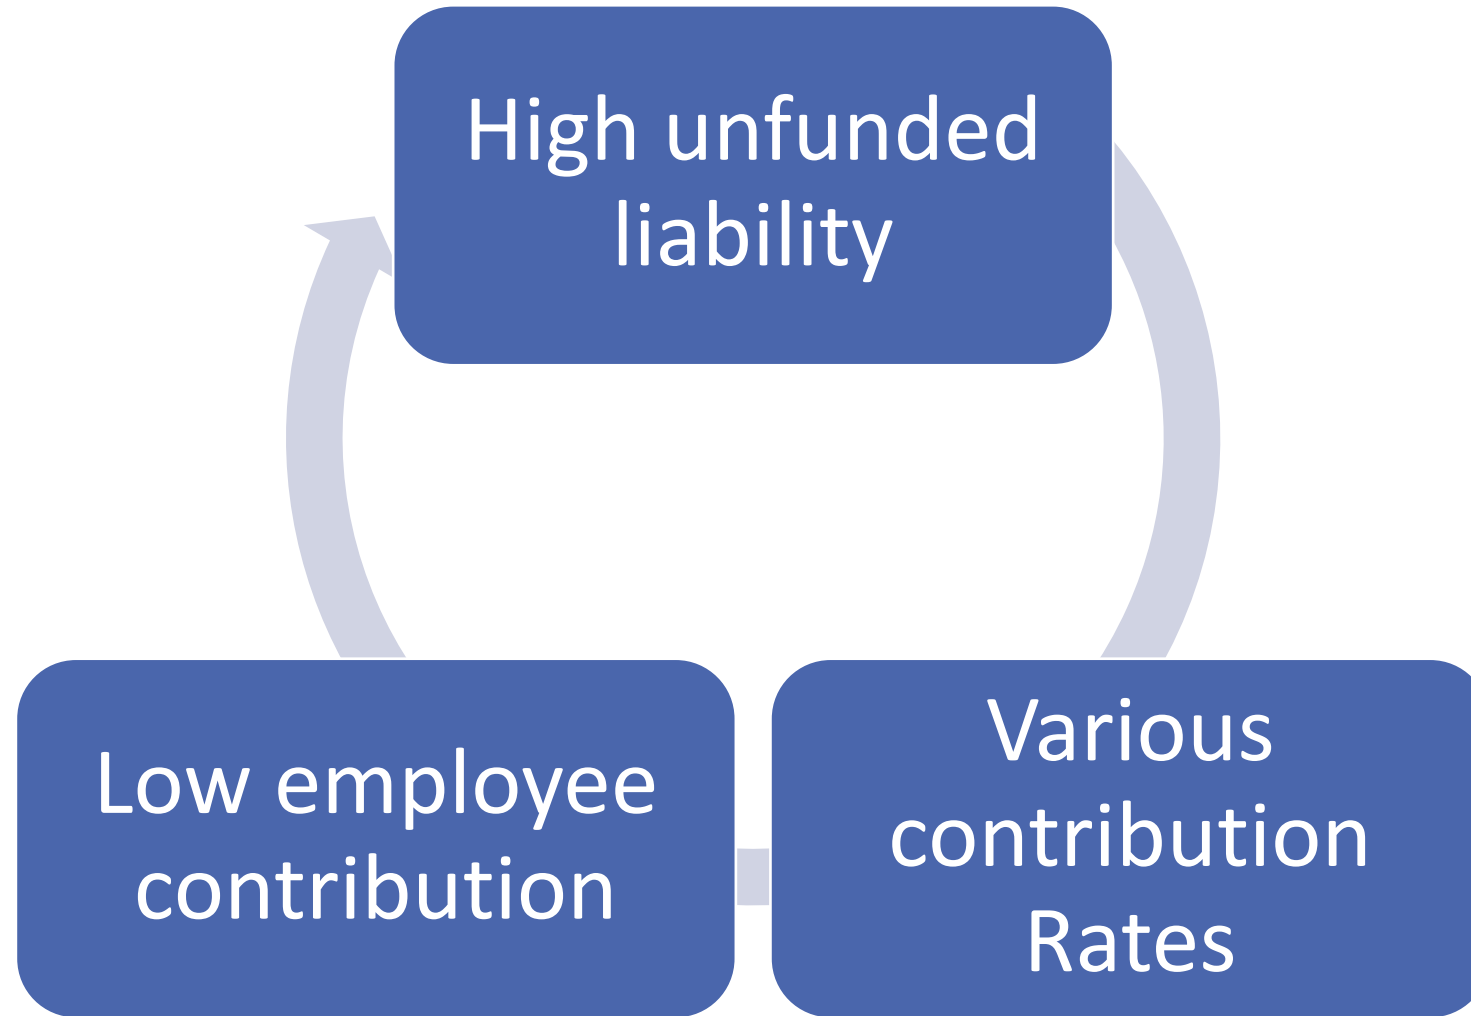 High unfunded
liability
Low employee
contribution
Various
contribution
Rates